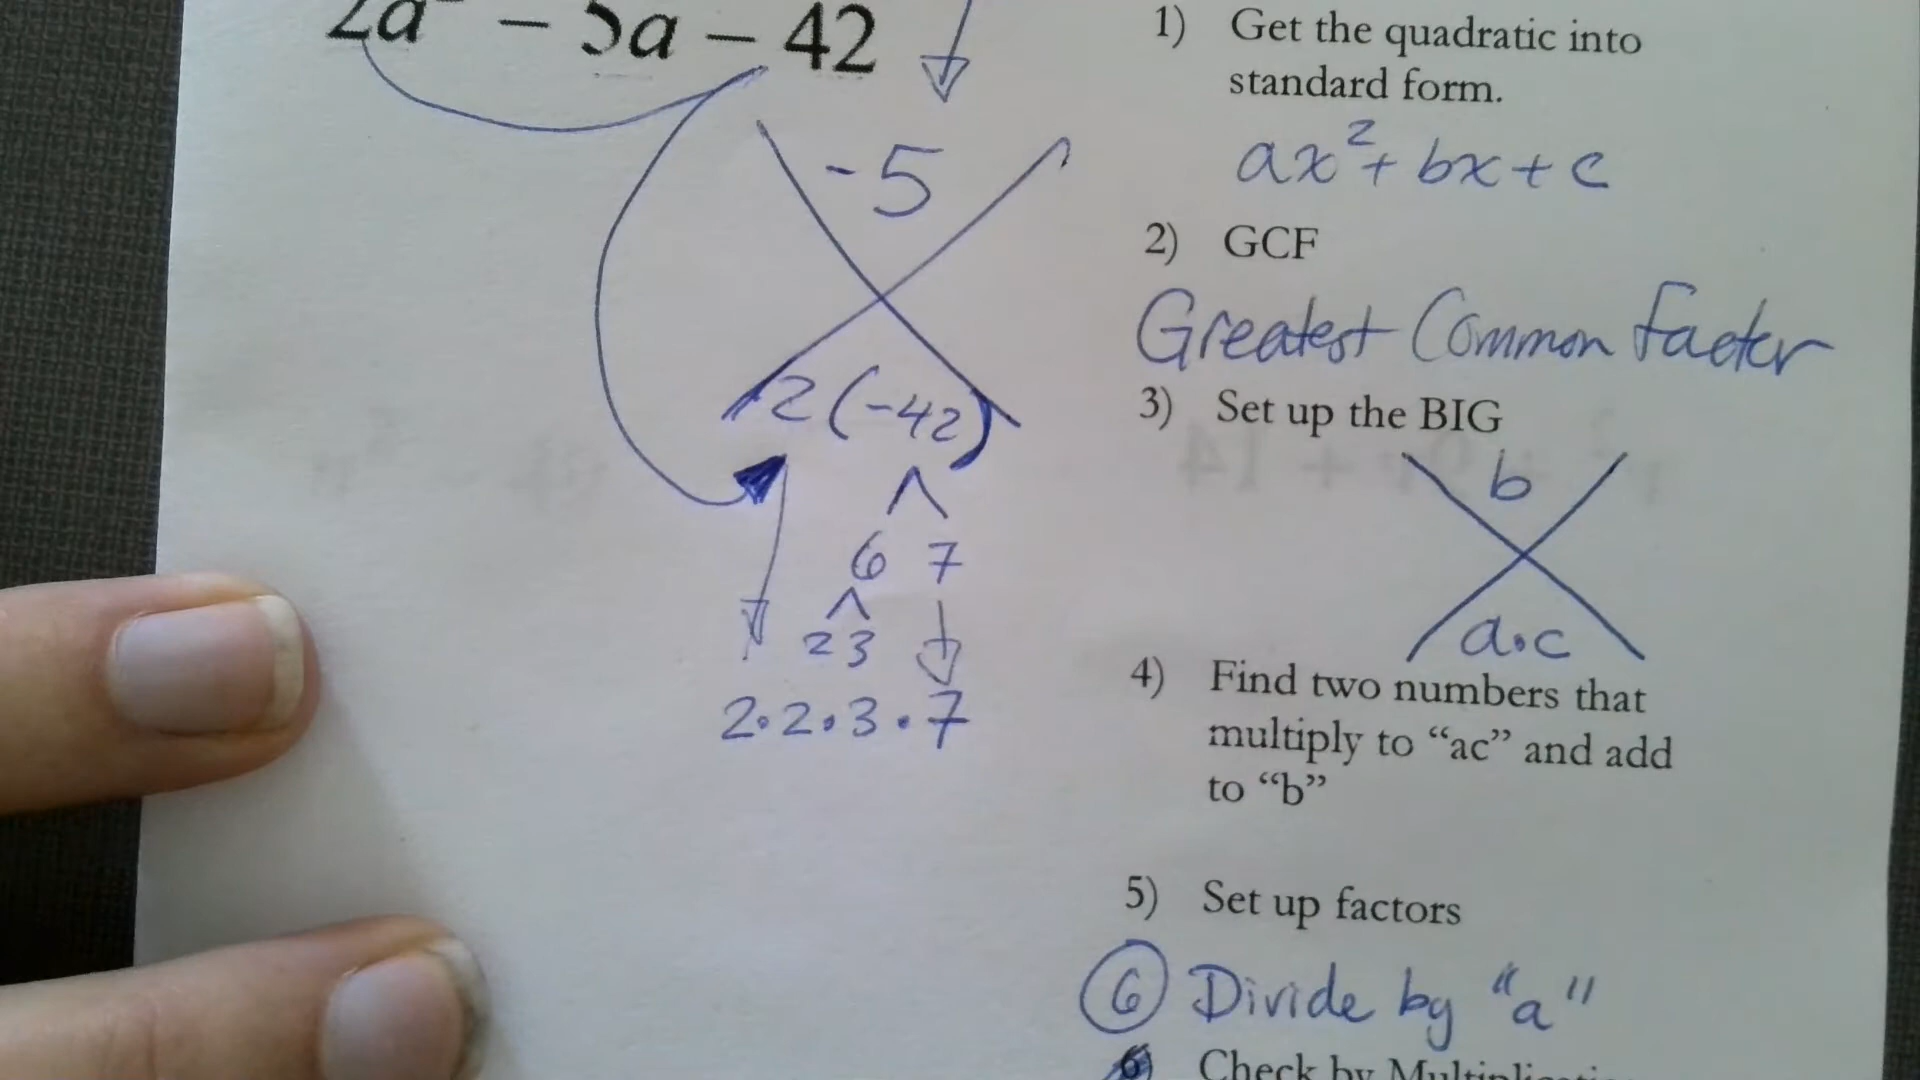 2a² − 5a − 42
-5
2(-42)
6 7
2 3
2·2·3·7
1) Get the quadratic into
standard form.
ax²+ bx + c
2) GCF
Greatest Common Factor
3) Set up the BIG
b
a·c
4) Find two numbers that
multiply to “ac” and add
to “b”
5) Set up factors
6 Divide by "a"
Check by